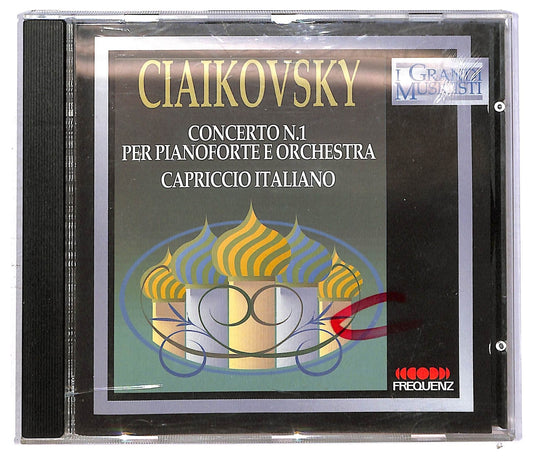 CIAIKOVSKY
I GRANDI
MUSICISTI
CONCERTO N.1
PER PIANOFORTE E ORCHESTRA
CAPRICCIO ITALIANO
FREQUENZ